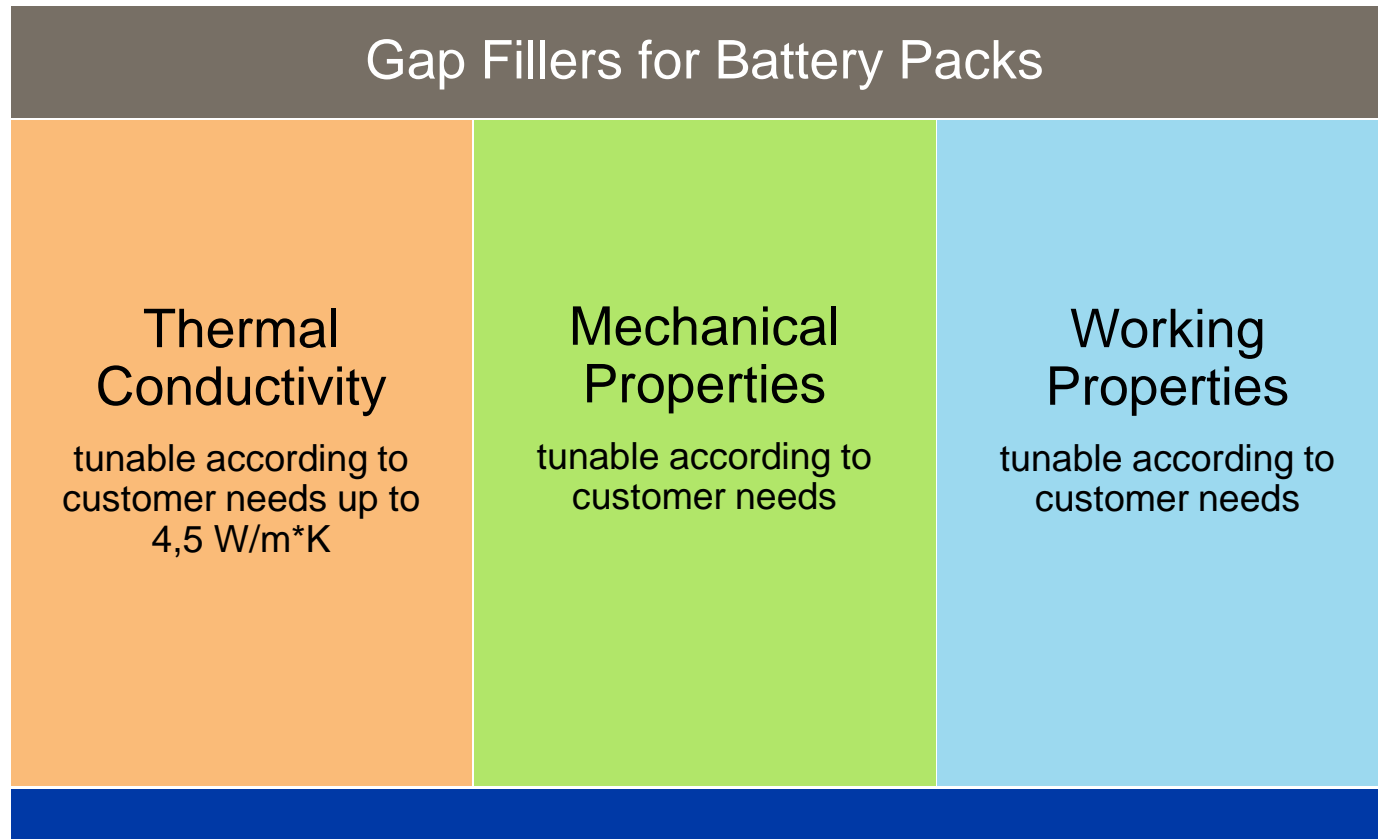 Gap Fillers for Battery Packs
Thermal
Conductivity
tunable according to
customer needs up to
4,5 W/m*K
Mechanical
Properties
tunable according to
customer needs
Working
Properties
tunable according to
customer needs